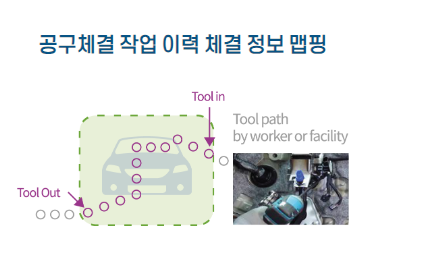 공구체결 작업 이력 체결 정보 맵핑
Tool in
Tool path
by worker or facility
Tool Out